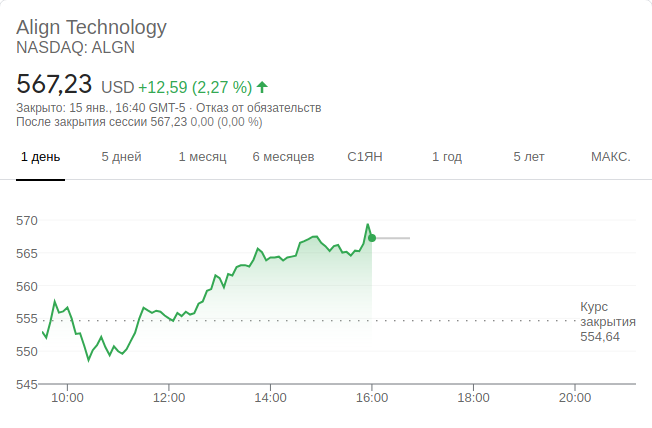 Align Technology
NASDAQ: ALGN
567,23 USD +12,59 (2,27 %)
Закрыто: 15 янв., 16:40 GMT-5 · Отказ от обязательств
После закрытия сессии 567,23 0,00 (0,00 %)
1 день 5 дней 1 месяц 6 месяцев С1ЯН 1 год 5 лет МАКС.
570
565
560
555
550
545
Курс
закрытия
554,64
10:00 12:00 14:00 16:00 18:00 20:00